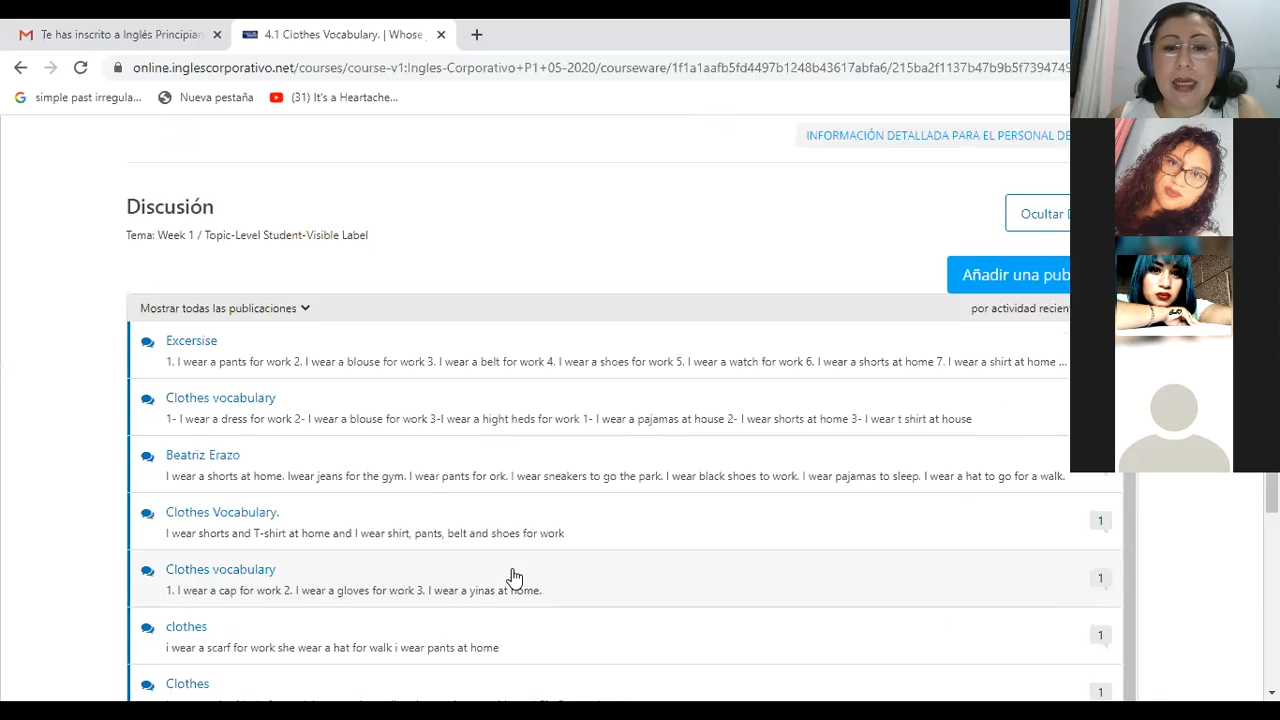 Te has inscrito a Inglés Principian
4.1 Clothes Vocabulary. | Whose
online.inglescorporativo.net/courses/course-v1:Ingles-Corporativo+P1+05-2020/courseware/1f1a1aafb5fd4497b1248b43617abfa6/215ba2f1137b47b9b5f7394749
simple past irregula...
Nueva pestaña
(31) It's a Heartache...
INFORMACIÓN DETALLADA PARA EL PERSONAL DE
Discusión
Ocultar
Tema: Week 1 / Topic-Level Student-Visible Label
Añadir una pub
Mostrar todas las publicaciones
por actividad recien
Excersise
1. I wear a pants for work 2. I wear a blouse for work 3. I wear a belt for work 4. I wear a shoes for work 5. I wear a watch for work 6. I wear a shorts at home 7. I wear a shirt at home ...
Clothes vocabulary
1- I wear a dress for work 2- I wear a blouse for work 3-I wear a hight heds for work 1- I wear a pajamas at house 2- I wear shorts at home 3- I wear t shirt at house
Beatriz Erazo
I wear a shorts at home. Iwear jeans for the gym. I wear pants for ork. I wear sneakers to go the park. I wear black shoes to work. I wear pajamas to sleep. I wear a hat to go for a walk.
Clothes Vocabulary.
I wear shorts and T-shirt at home and I wear shirt, pants, belt and shoes for work
1
Clothes vocabulary
1. I wear a cap for work 2. I wear a gloves for work 3. I wear a yinas at home.
1
clothes
i wear a scarf for work she wear a hat for walk i wear pants at home
1
Clothes
1